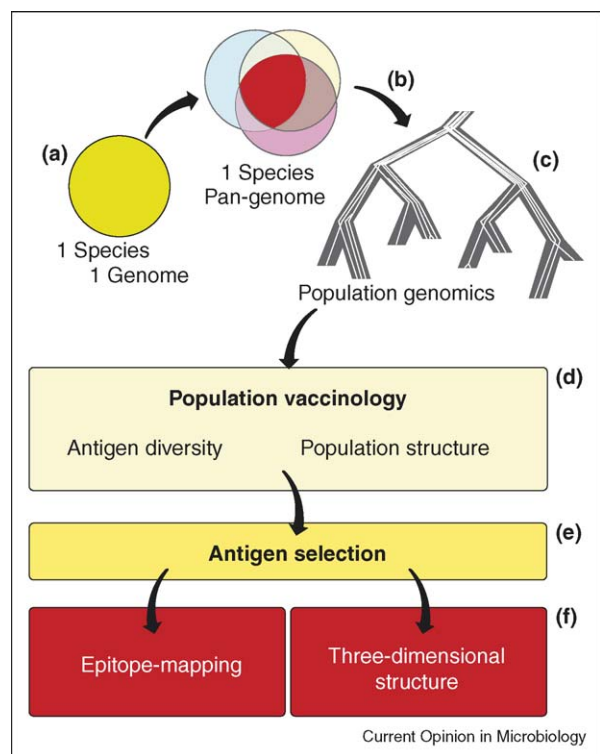 (a)
1 Species
1 Genome
1 Species
Pan-genome
(b)
(c)
Population genomics
(d)
Population vaccinology
Antigen diversity
Population structure
(e)
Antigen selection
(f)
Epitope-mapping
Three-dimensional
structure
Current Opinion in Microbiology